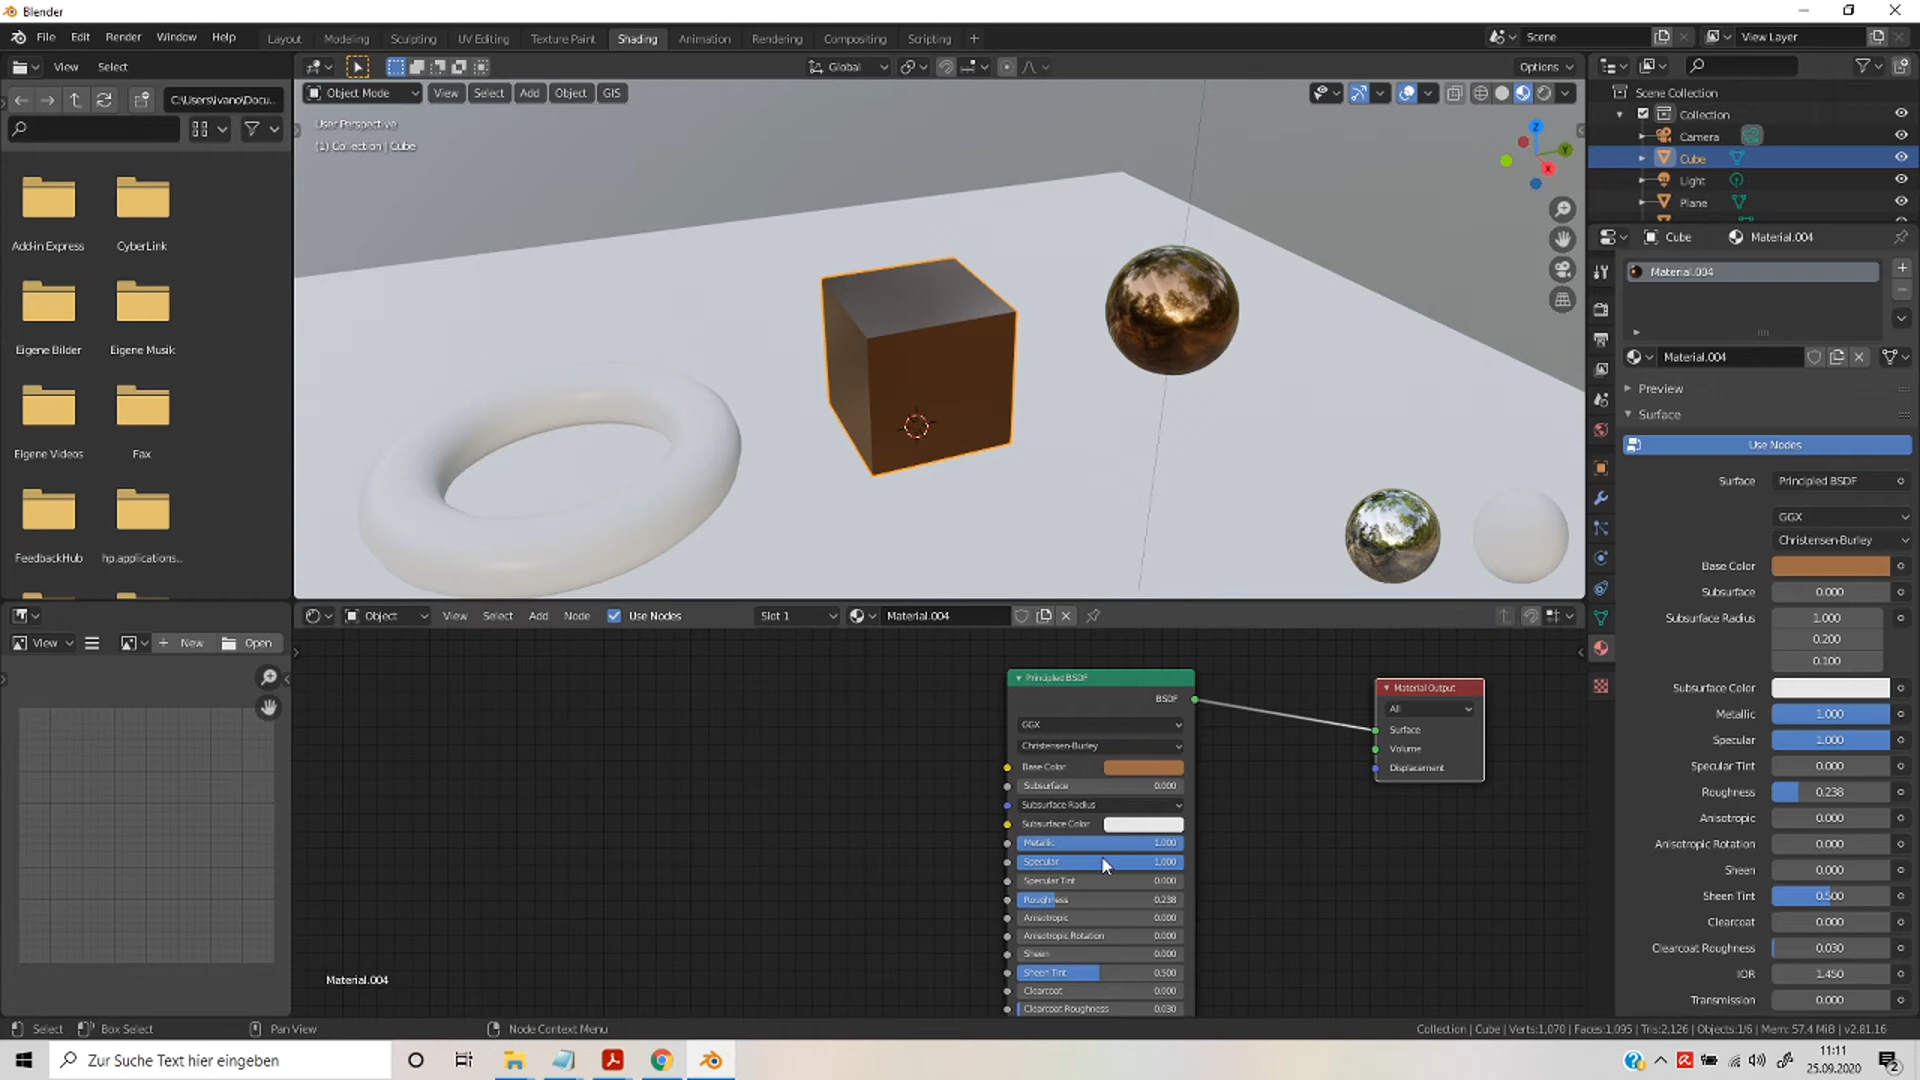 Blender
File Edit Render Window Help
Layout Modeling Sculpting UV Editing Texture Paint Shading Animation Rendering Compositing Scripting +
Scene
View Layer
View Select
Global
Options
C:\Users\Ivano\Docu...
Object Mode
View Select Add Object GIS
User Perspective
(1) Collection | Cube
Z
Y
X
Add-in Express
CyberLink
Eigene Bilder
Eigene Musik
Eigene Videos
Fax
FeedbackHub
hp.applications..
Scene Collection
Collection
Camera
Cube
Light
Plane
Cube
Material.004
Material.004
Material.004
Preview
Surface
Use Nodes
Surface Principled BSDF
GGX
Christensen-Burley
Base Color
Subsurface 0.000
Subsurface Radius 1.000
0.200
0.100
Subsurface Color
Metallic 1.000
Specular 1.000
Specular Tint 0.000
Roughness 0.238
Anisotropic 0.000
Anisotropic Rotation 0.000
Sheen 0.000
Sheen Tint 0.500
Clearcoat 0.000
Clearcoat Roughness 0.030
IOR 1.450
Transmission 0.000
View + New Open
Object View Select Add Node Use Nodes Slot 1 Material.004
Principled BSDF
BSDF
GGX
Christensen-Burley
Base Color
Subsurface 0.000
Subsurface Radius
Subsurface Color
Metallic 1.000
Specular 1.000
Specular Tint 0.000
Roughness 0.238
Anisotropic 0.000
Anisotropic Rotation 0.000
Sheen 0.000
Sheen Tint 0.500
Clearcoat 0.000
Clearcoat Roughness 0.030
Material Output
All
Surface
Volume
Displacement
Material.004
Select Box Select Pan View Node Context Menu
Collection | Cube | Verts:1,070 | Faces:1,095 | Tris:2,126 | Objects:1/6 | Mem: 57.4 MiB | v2.81.16
Zur Suche Text hier eingeben
11:11
25.09.2020
2